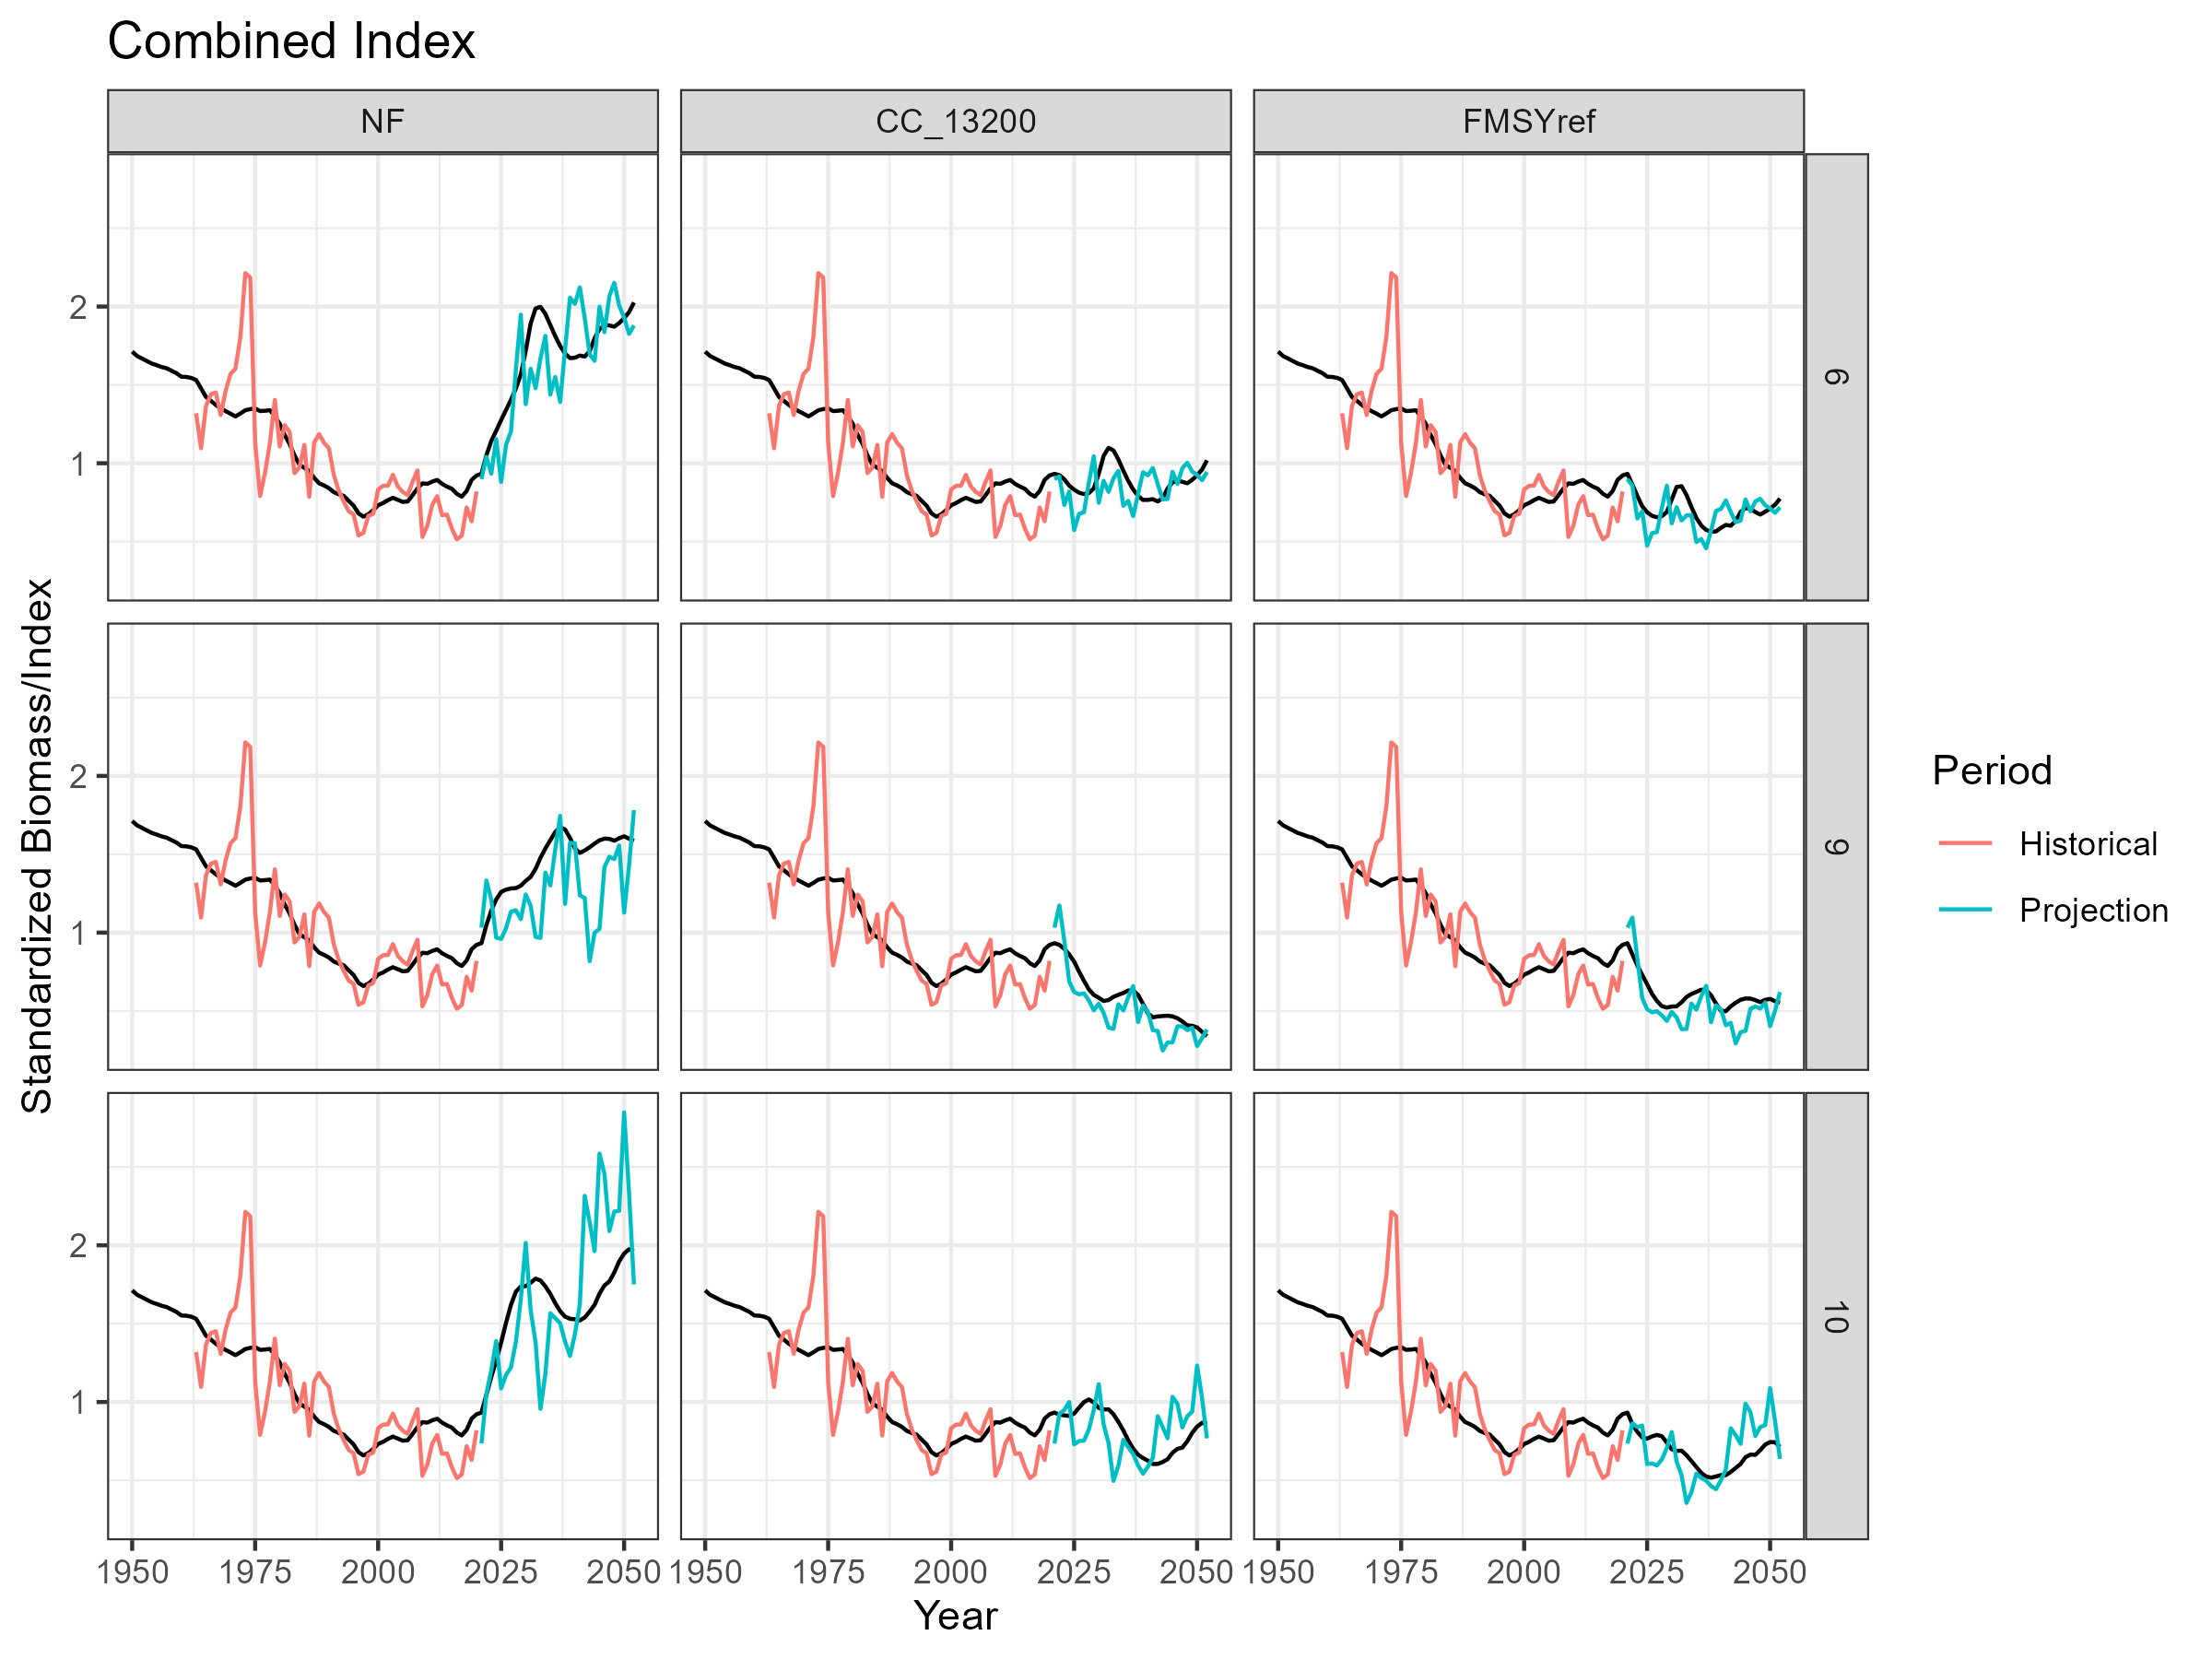 Combined Index
NF
CC_13200
FMSYref
2
1
6
Standardized Biomass/Index
2
1
9
2
1
10
1950 1975 2000 2025 2050 1950 1975 2000 2025 2050 1950 1975 2000 2025 2050
Year
Period
Historical
Projection